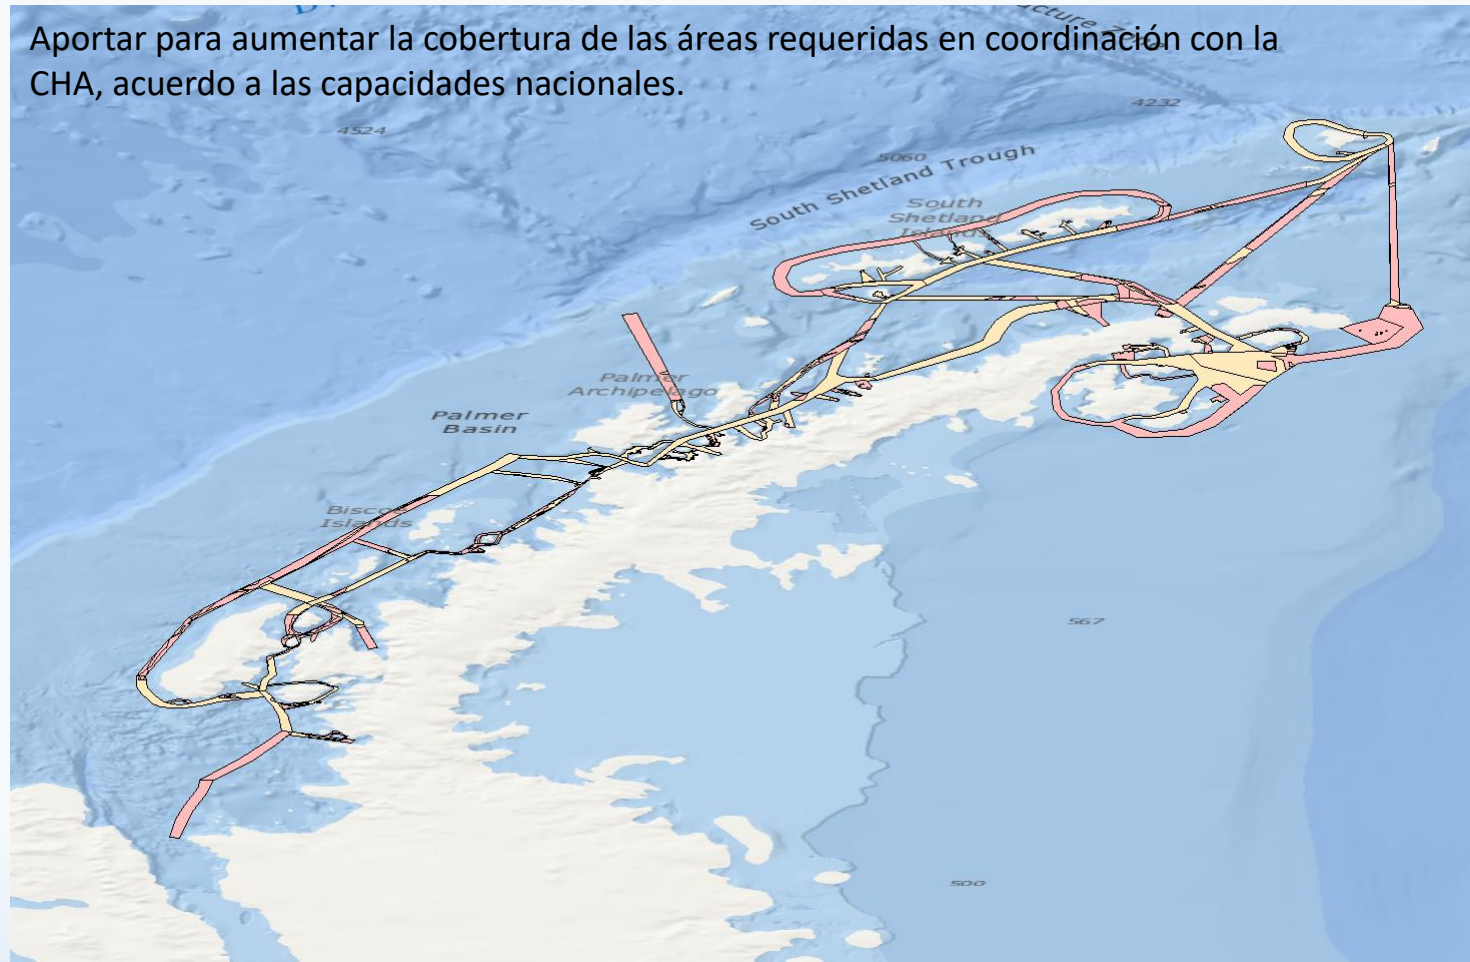 Aportar para aumentar la cobertura de las áreas requeridas en coordinación con la
CHA, acuerdo a las capacidades nacionales.
4232
4524
5060
South Shetland Trough
South
Shetland
Palmer
Archipelago
Palmer
Basin
Islands
567
500